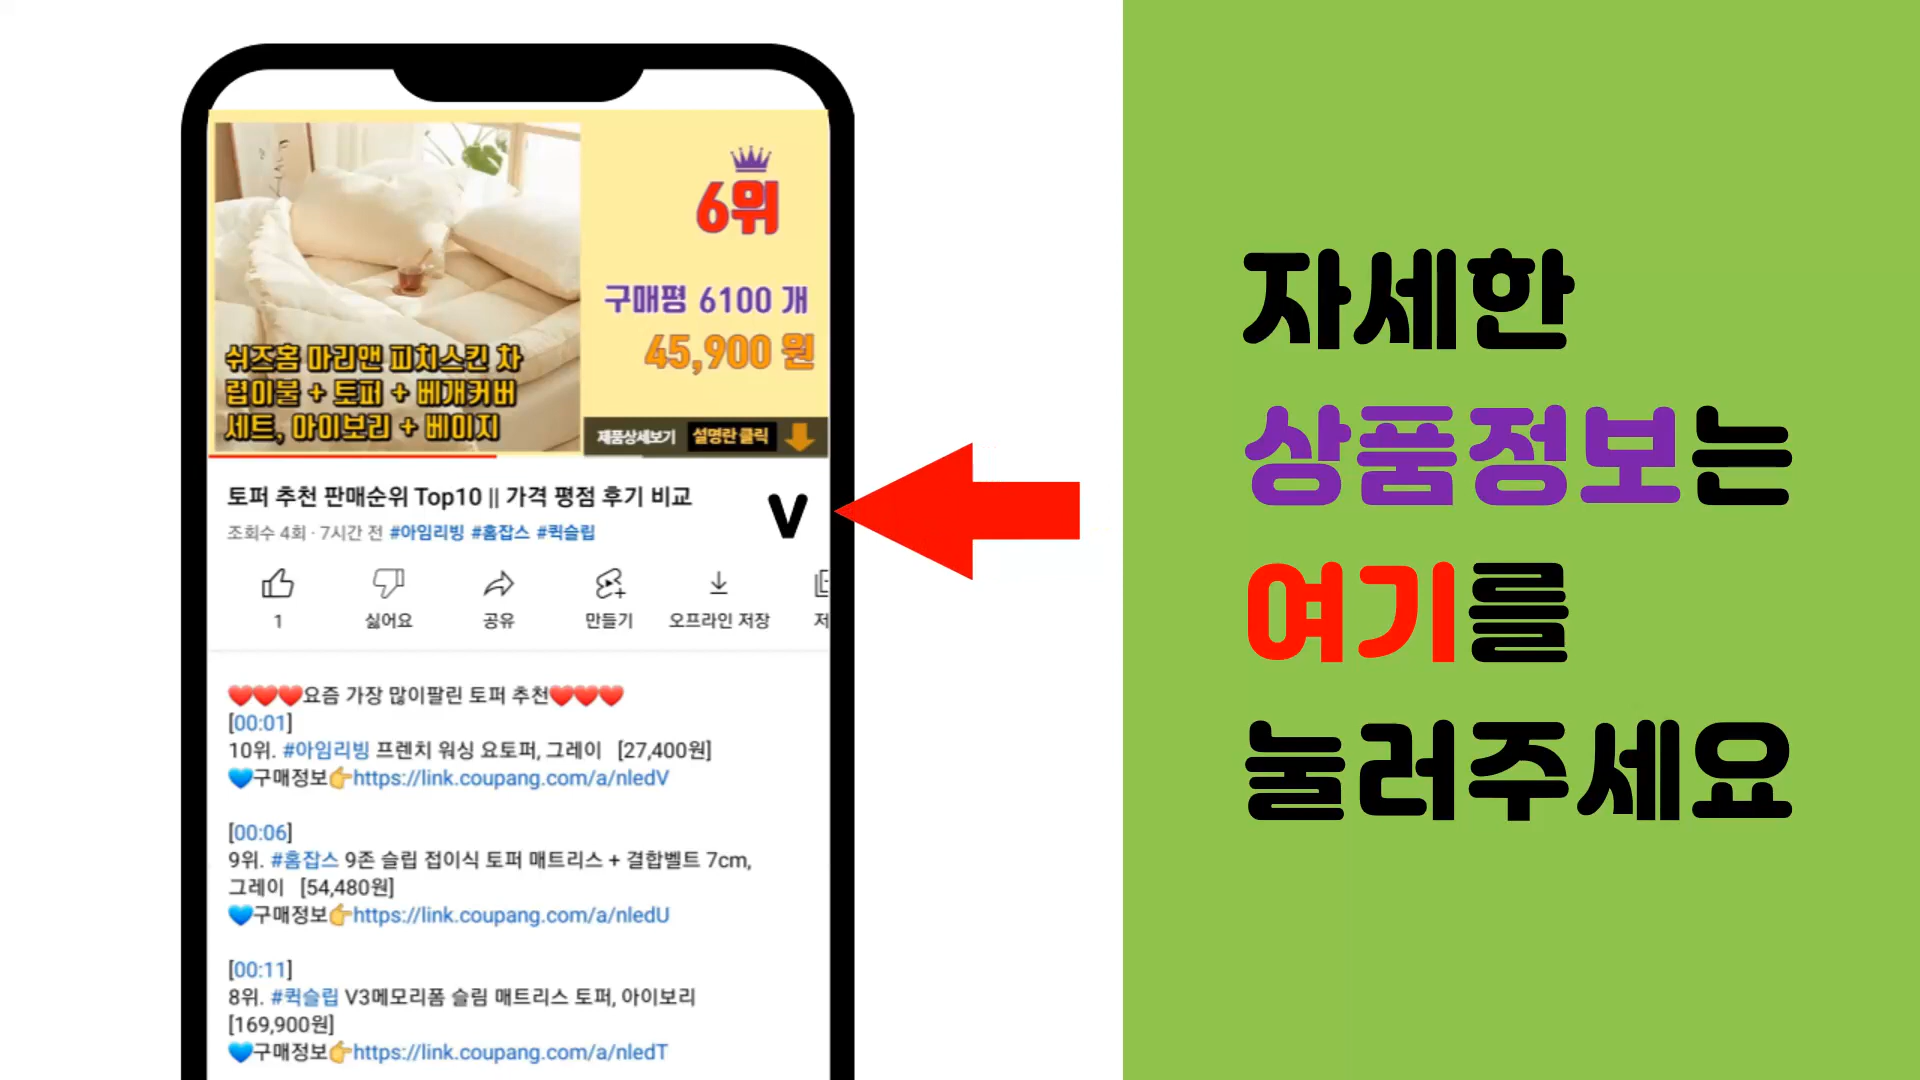 6위
구매평 6100 개
45,900 원
쉬즈홈 마리앤 피치스킨 차
렵이불 + 토퍼 + 베개커버
세트, 아이보리 + 베이지
제품상세보기 설명란 클릭
토퍼 추천 판매순위 Top10 || 가격 평점 후기 비교
V
조회수 4회 · 7시간 전 #아임리빙 #홈잡스 #퀵슬립
1 싫어요 공유 만들기 오프라인 저장 저
❤️❤️❤️요즘 가장 많이팔린 토퍼 추천❤️❤️❤️
[00:01]
10위. #아임리빙 프렌치 워싱 요토퍼, 그레이 [27,400원]
💙구매정보👉https://link.coupang.com/a/nledV
[00:06]
9위. #홈잡스 9존 슬립 접이식 토퍼 매트리스 + 결합벨트 7cm,
그레이 [54,480원]
💙구매정보👉https://link.coupang.com/a/nledU
[00:11]
8위. #퀵슬립 V3메모리폼 슬림 매트리스 토퍼, 아이보리
[169,900원]
💙구매정보👉https://link.coupang.com/a/nledT
자세한
상품정보는
여기를
눌러주세요